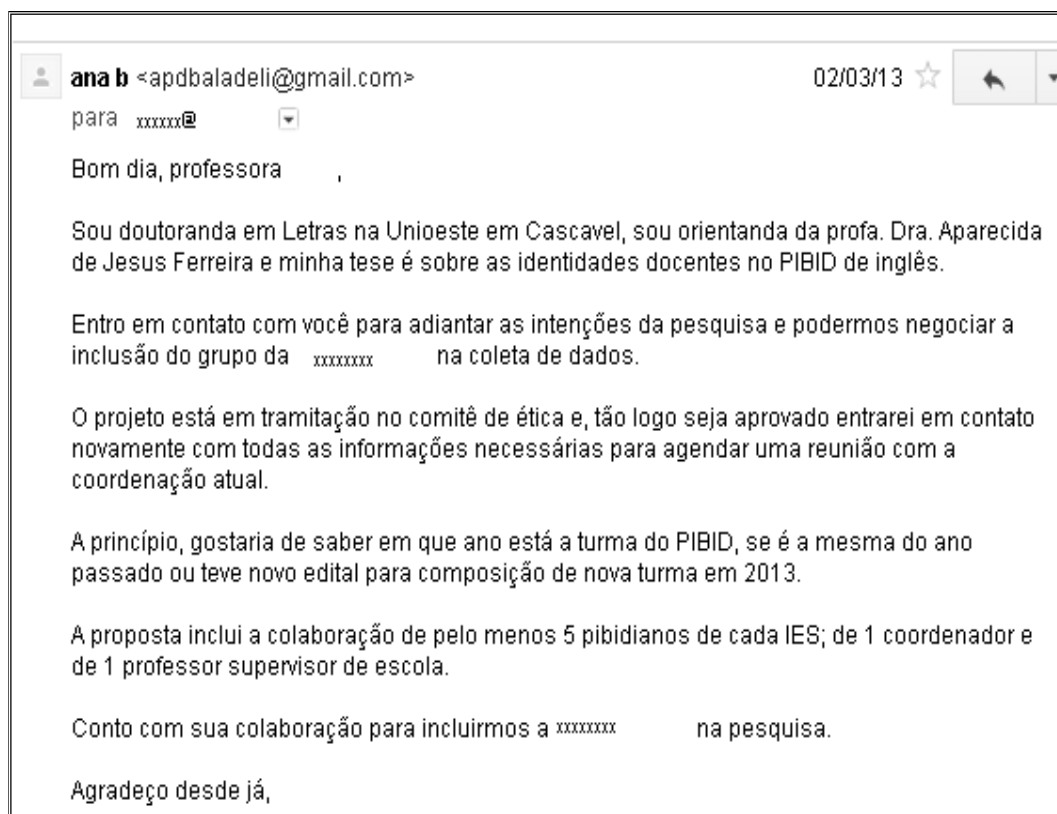 ana b <apdbaladeli@gmail.com> 02/03/13
para xxxxxx@
Bom dia, professora ,
Sou doutoranda em Letras na Unioeste em Cascavel, sou orientanda da profa. Dra. Aparecida
de Jesus Ferreira e minha tese é sobre as identidades docentes no PIBID de inglês.
Entro em contato com você para adiantar as intenções da pesquisa e podermos negociar a
inclusão do grupo da xxxxxxxx na coleta de dados.
O projeto está em tramitação no comitê de ética e, tão logo seja aprovado entrarei em contato
novamente com todas as informações necessárias para agendar uma reunião com a
coordenação atual.
A princípio, gostaria de saber em que ano está a turma do PIBID, se é a mesma do ano
passado ou teve novo edital para composição de nova turma em 2013.
A proposta inclui a colaboração de pelo menos 5 pibidianos de cada IES; de 1 coordenador e
de 1 professor supervisor de escola.
Conto com sua colaboração para incluirmos a xxxxxxxx na pesquisa.
Agradeço desde já,